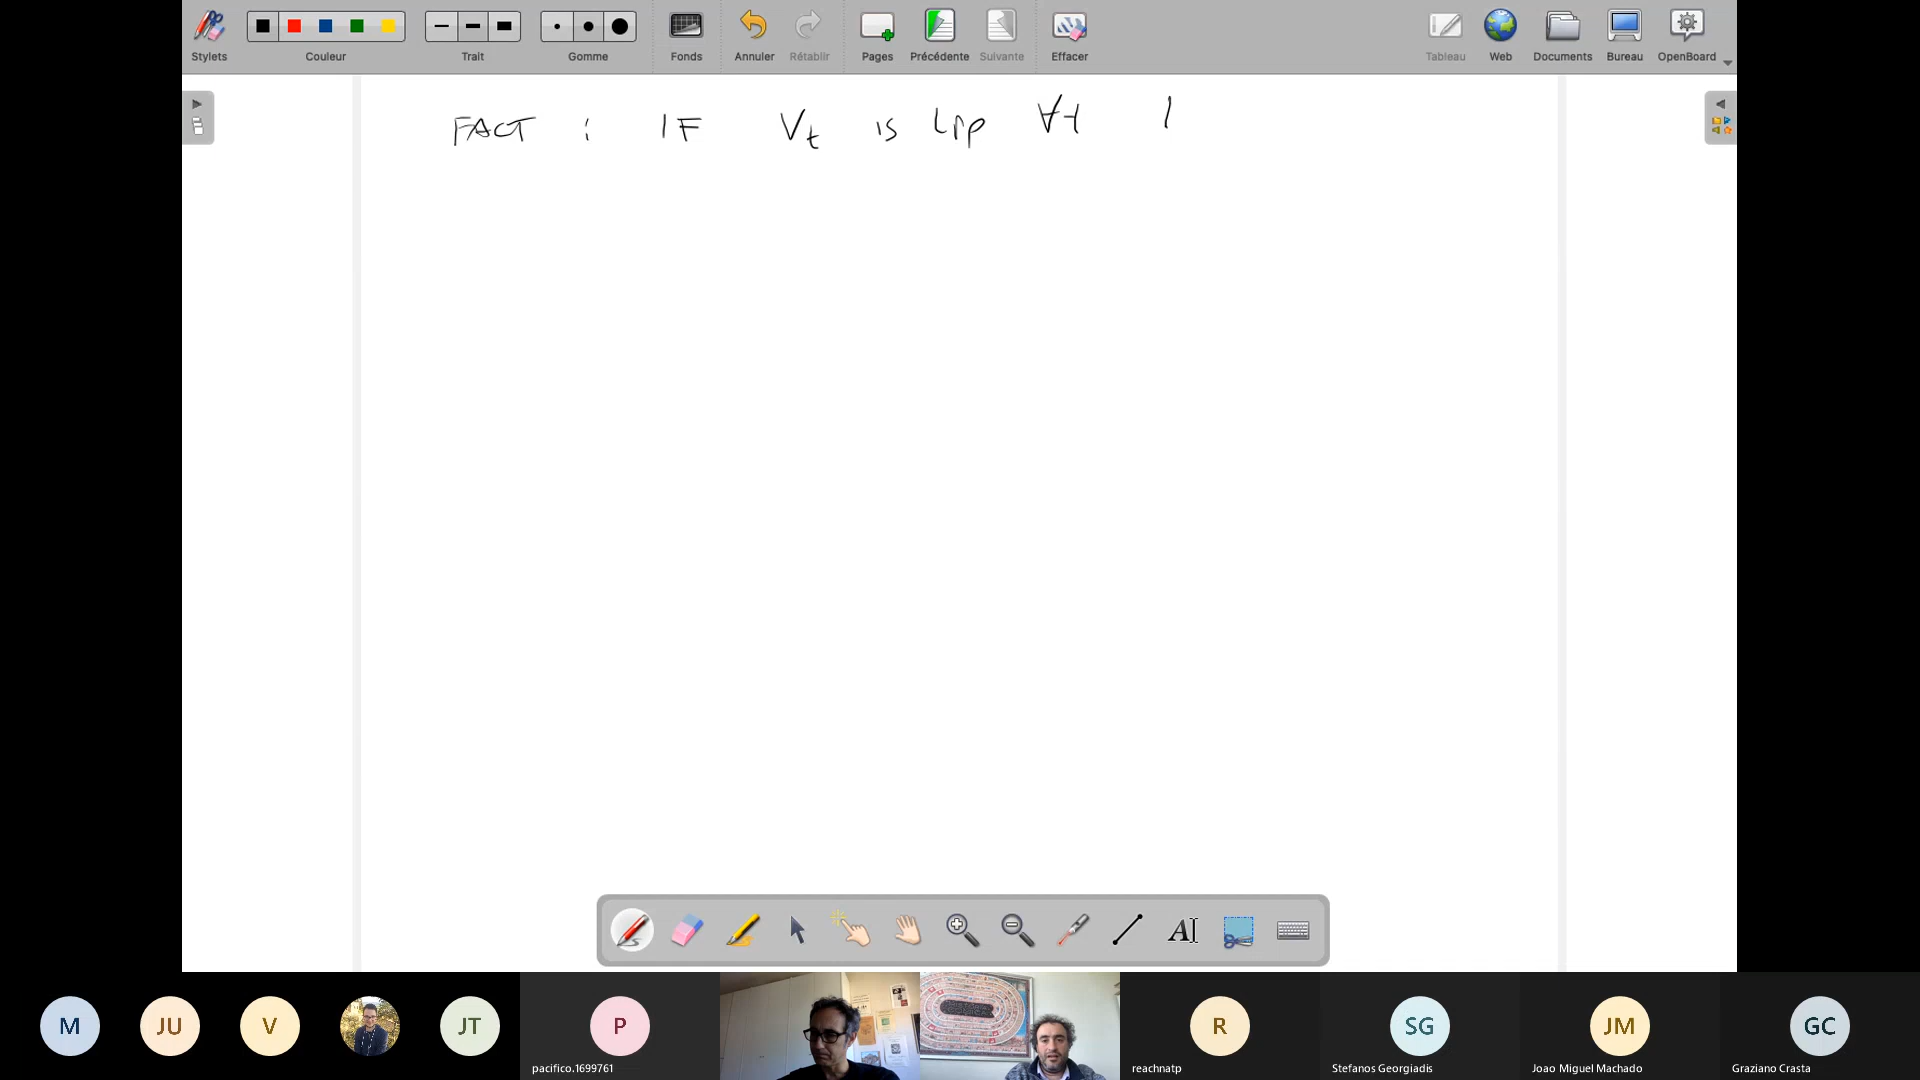 Stylets Couleur Trait Gomme Fonds Annuler Rétablir Pages Précédente Suivante Effacer Tableau Web Documents Bureau OpenBoard
FACT : IF Vt is Lip ∀t
M JU V JT P R SG JM GC
pacifico.1699761 reachnatp Stefanos Georgiadis Joao Miguel Machado Graziano Crasta